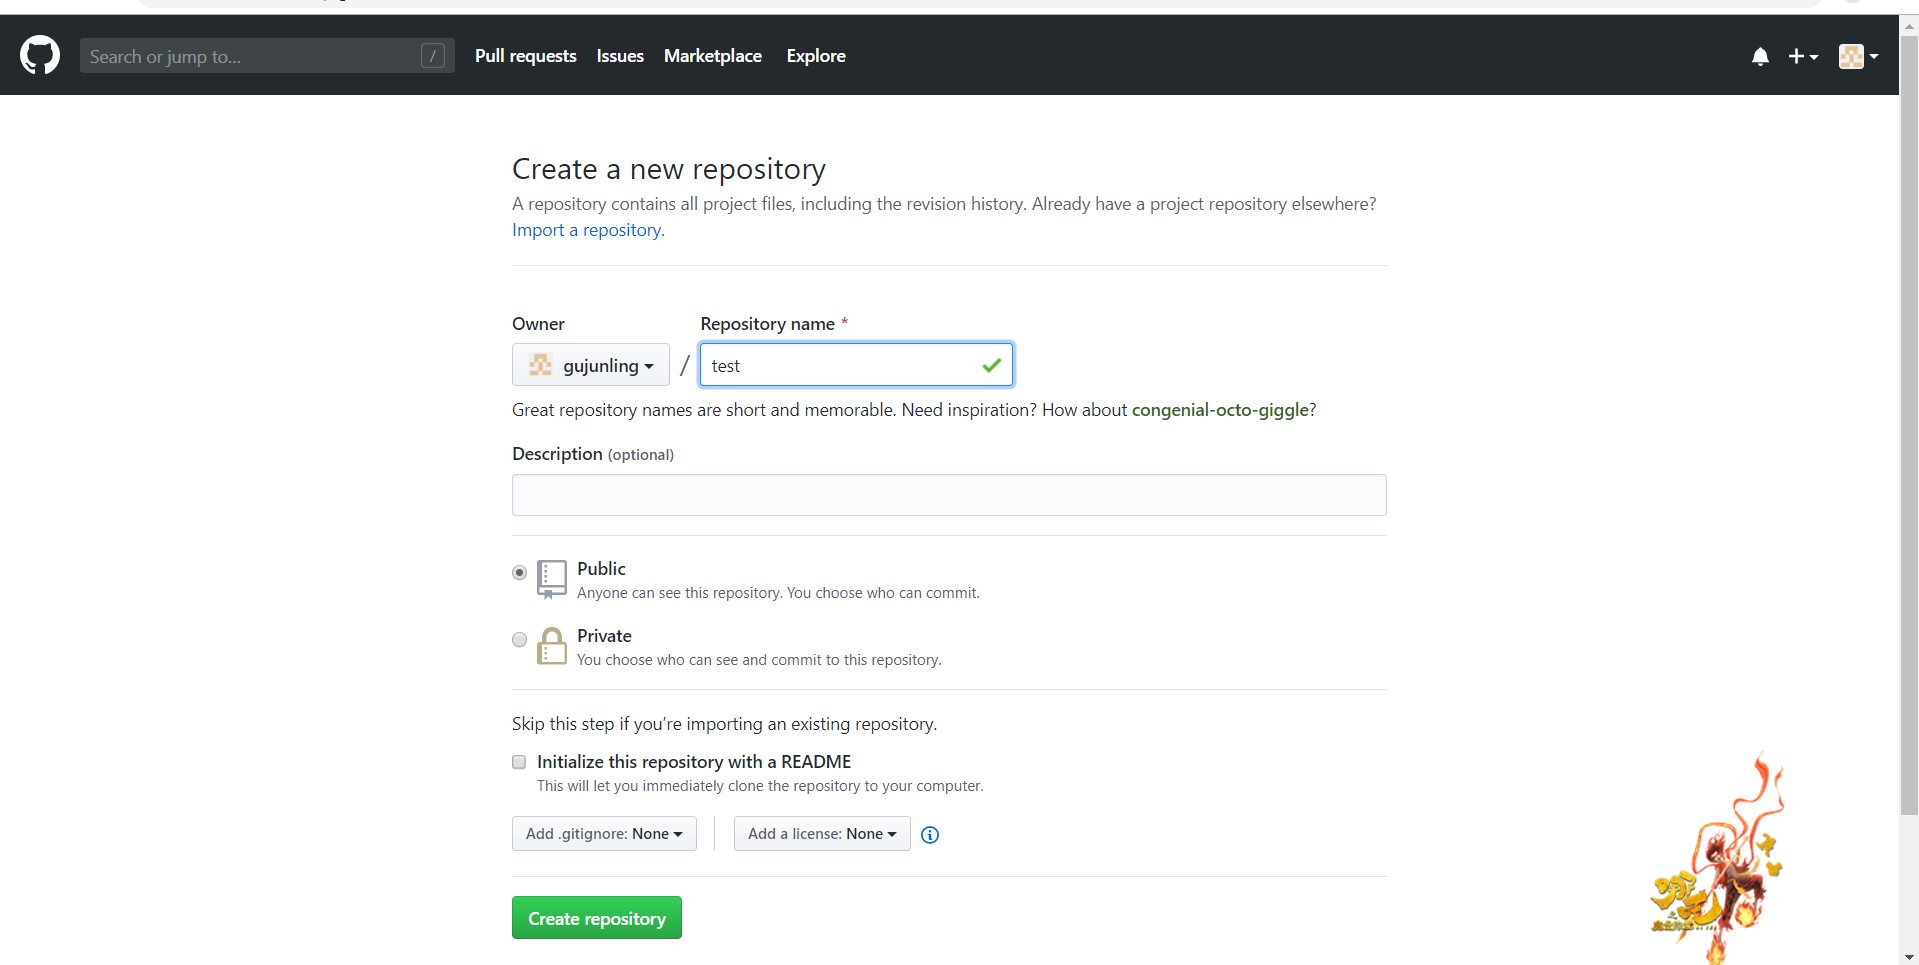 Search or jump to... /
Pull requests
Issues
Marketplace
Explore
Create a new repository
A repository contains all project files, including the revision history. Already have a project repository elsewhere?
Import a repository.
Owner
Repository name *
gujunling / test
Great repository names are short and memorable. Need inspiration? How about congenial-octo-giggle?
Description (optional)
Public
Anyone can see this repository. You choose who can commit.
Private
You choose who can see and commit to this repository.
Skip this step if you’re importing an existing repository.
Initialize this repository with a README
This will let you immediately clone the repository to your computer.
Add .gitignore: None
Add a license: None
Create repository
哪吒
之